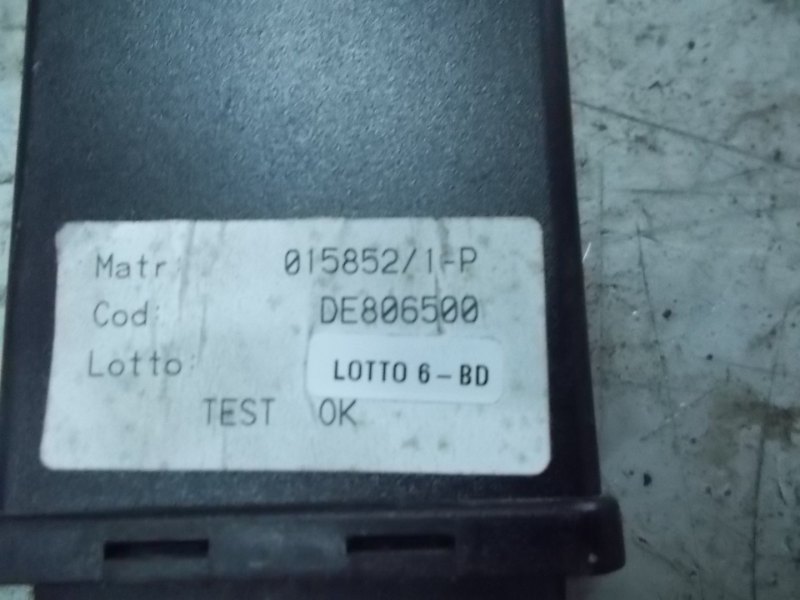 Matr: 015852/1-P
Cod: DE806500
Lotto: LOTTO 6-BD
TEST OK